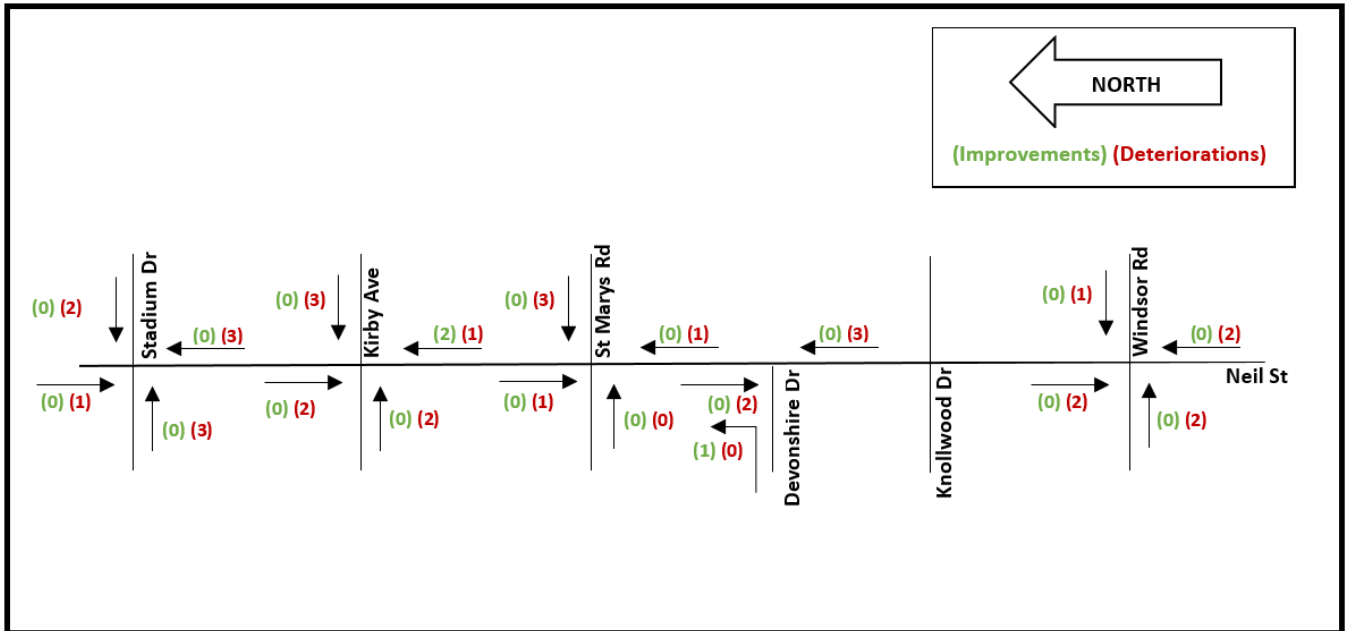 NORTH
(Improvements) (Deteriorations)
Stadium Dr
Kirby Ave
St Marys Rd
Windsor Rd
(0) (2)
(0) (3)
(0) (3)
(0) (1)
(0) (3)
(2) (1)
(0) (1)
(0) (3)
(0) (2)
Neil St
(0) (1)
(0) (2)
(0) (1)
(0) (2)
(0) (2)
Devonshire Dr
Knollwood Dr
(0) (3)
(0) (2)
(0) (0)
(1) (0)
(0) (2)